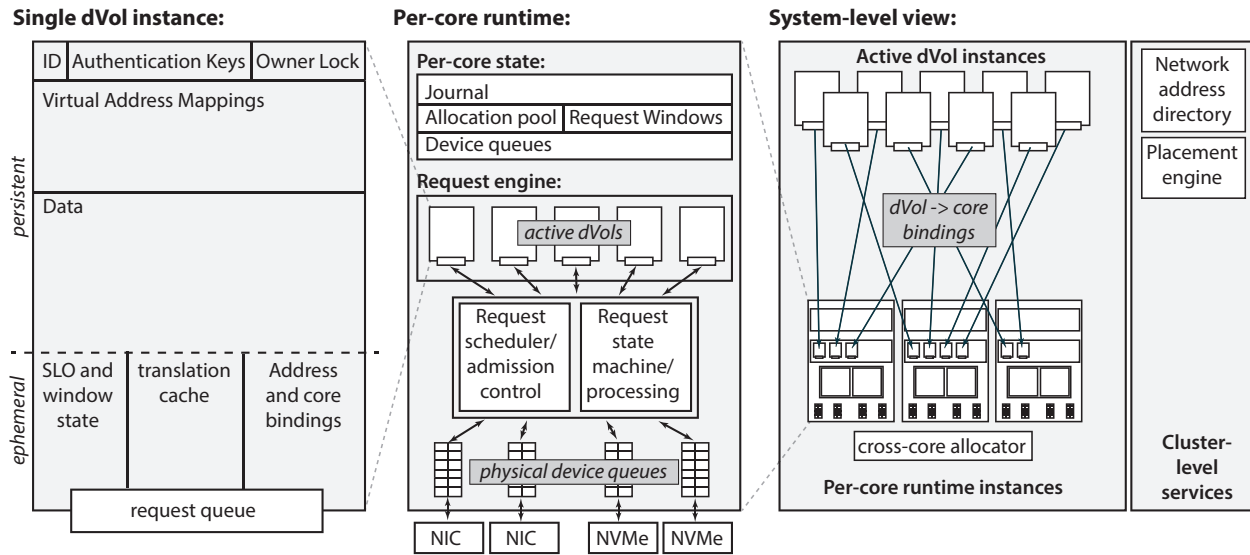 Single dVol instance:
ID
Authentication Keys
Owner Lock
Virtual Address Mappings
persistent
Data
ephemeral
SLO and
window
state
translation
cache
Address
and core
bindings
request queue
Per-core runtime:
Per-core state:
Journal
Allocation pool
Request Windows
Device queues
Request engine:
active dVols
Request
scheduler/
admission
control
Request
state
machine/
processing
physical device queues
NIC
NIC
NVMe
NVMe
System-level view:
Active dVol instances
dVol -> core
bindings
cross-core allocator
Per-core runtime instances
Network
address
directory
Placement
engine
Cluster-
level
services